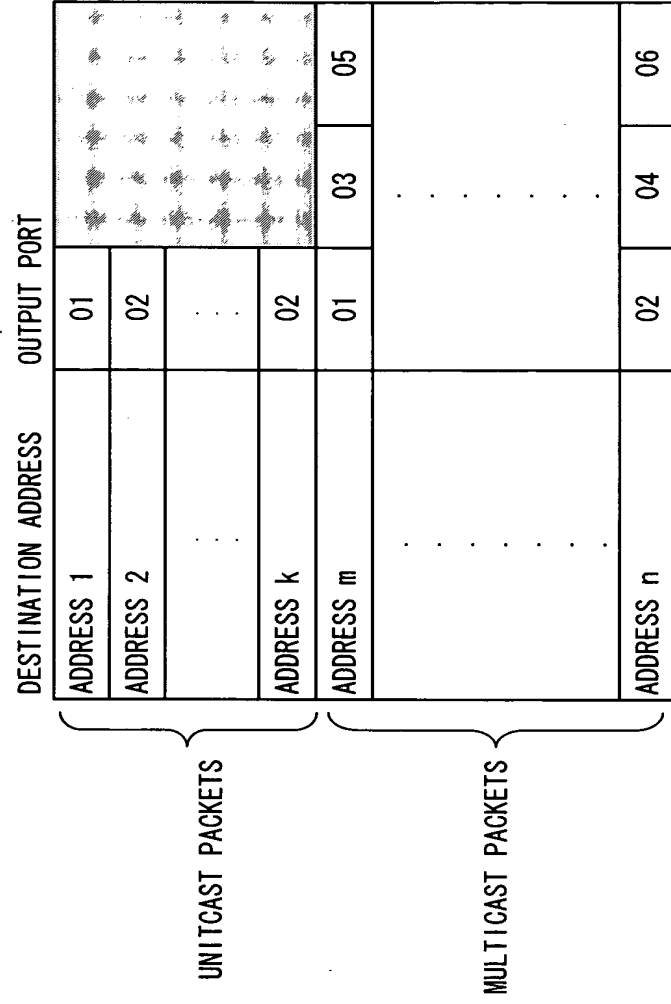 DESTINATION ADDRESS OUTPUT PORT
UNITCAST PACKETS
ADDRESS 1 01
ADDRESS 2 02
... ...
ADDRESS k 02
MULTICAST PACKETS
ADDRESS m 01 03 05
....... .......
ADDRESS n 02 04 06